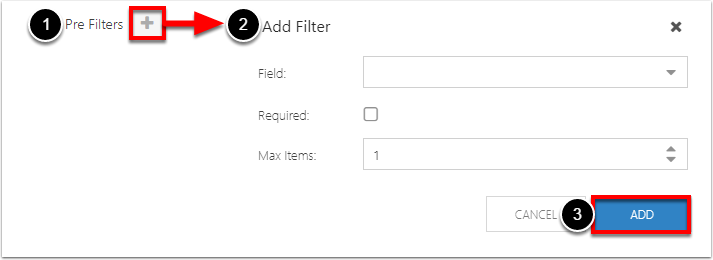 1 Pre Filters + 2 Add Filter ✖
Field:
Required:
Max Items: 1
CANCEL 3 ADD